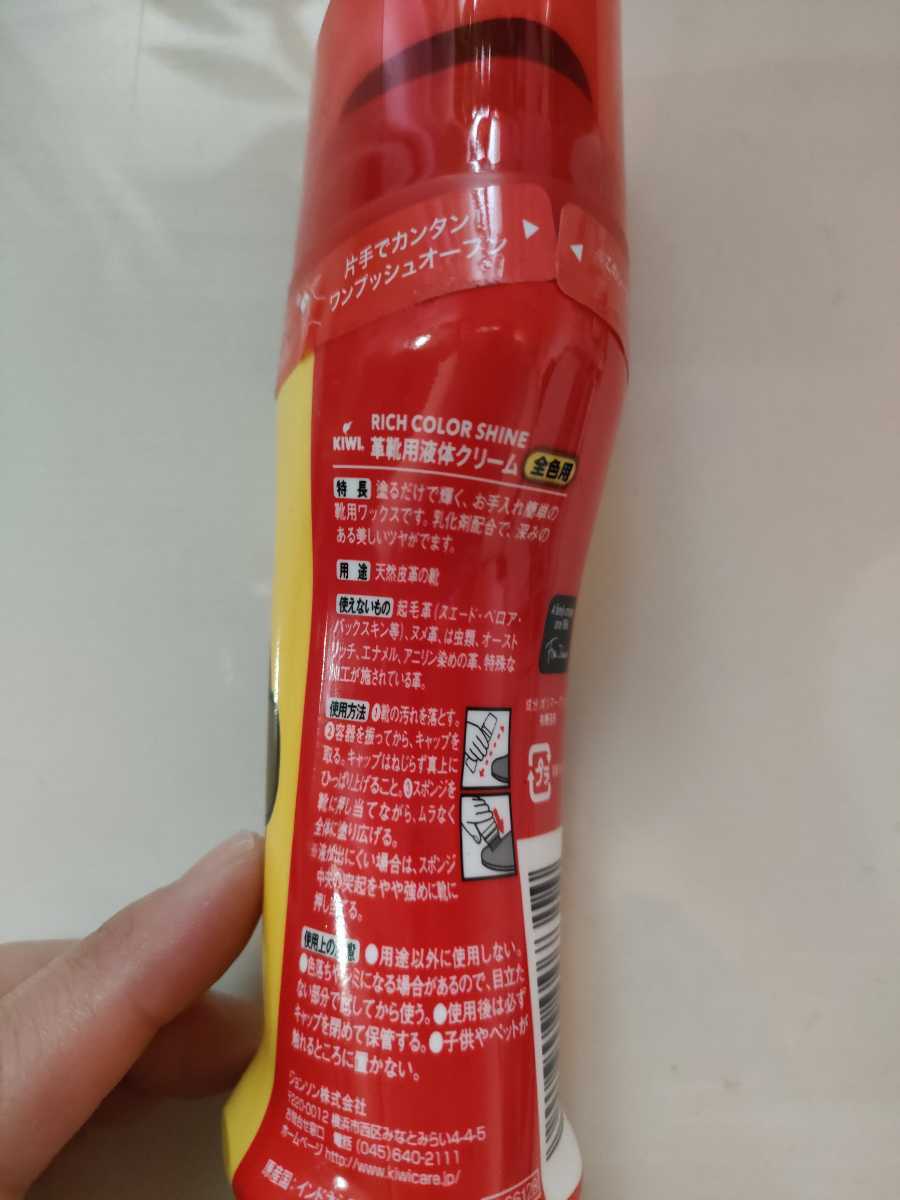 片手でカンタン!!
ワンプッシュオープン
KIWI. RICH COLOR SHINE
革靴用液体クリーム 全色用
特長 塗るだけで輝く、お手入れ簡単の
靴用ワックスです。乳化剤配合で、深みの
ある美しいツヤがでます。
用途 天然皮革の靴
使えないもの 起毛革(スエード・ベロア・
バックスキン等)、ヌメ革、は虫類、オースト
リッチ、エナメル、アニリン染めの革、特殊な
加工が施されている革。
使用方法 ①靴の汚れを落とす。
②容器を振ってから、キャップを
取る。キャップはねじらず真上に
ひっぱり上げること。③スポンジを
靴に押し当てながら、ムラなく
全体に塗り広げる。
※液が出にくい場合は、スポンジ
中央の突起をやや強めに靴に
押し当てる。
使用上の注意 ●用途以外に使用しない。
●色落ちやシミになる場合があるので、目立た
ない部分で試してから使う。●使用後は必ず
キャップを閉めて保管する。●子供やペットが
触れるところに置かない。
ジョンソン株式会社
〒220-0012 横浜市西区みなとみらい4-4-5
お問合せ窓口 電話 (045)640-2111
ホームページ http://www.kiwicare.jp/
原産国:インドネ